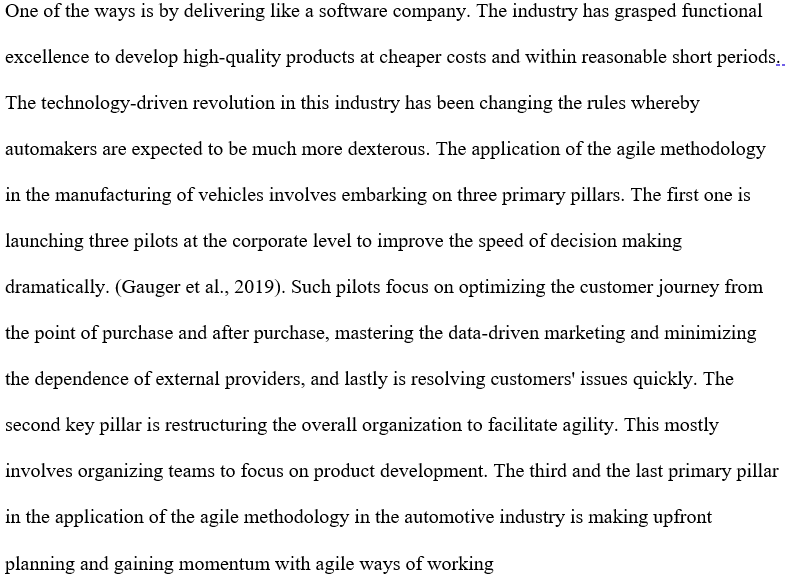 One of the ways is by delivering like a software company. The industry has grasped functional
excellence to develop high-quality products at cheaper costs and within reasonable short periods.
The technology-driven revolution in this industry has been changing the rules whereby
automakers are expected to be much more dexterous. The application of the agile methodology
in the manufacturing of vehicles involves embarking on three primary pillars. The first one is
launching three pilots at the corporate level to improve the speed of decision making
dramatically. (Gauger et al., 2019). Such pilots focus on optimizing the customer journey from
the point of purchase and after purchase, mastering the data-driven marketing and minimizing
the dependence of external providers, and lastly is resolving customers' issues quickly. The
second key pillar is restructuring the overall organization to facilitate agility. This mostly
involves organizing teams to focus on product development. The third and the last primary pillar
in the application of the agile methodology in the automotive industry is making upfront
planning and gaining momentum with agile ways of working